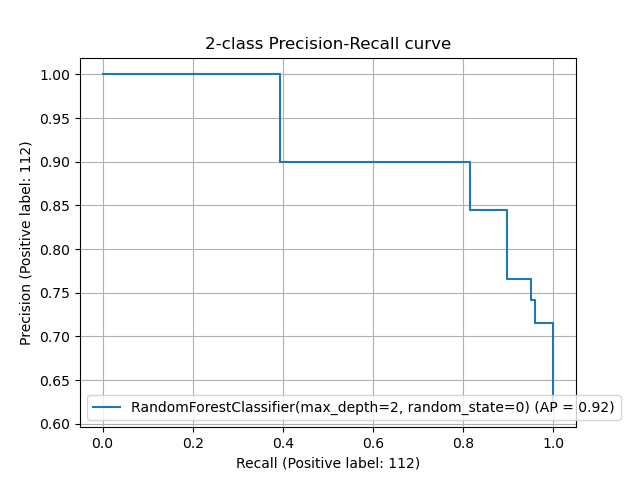 2-class Precision-Recall curve
Precision (Positive label: 112)
1.00
0.95
0.90
0.85
0.80
0.75
0.70
0.65
0.60
RandomForestClassifier(max_depth=2, random_state=0) (AP = 0.92)
0.0 0.2 0.4 0.6 0.8 1.0
Recall (Positive label: 112)